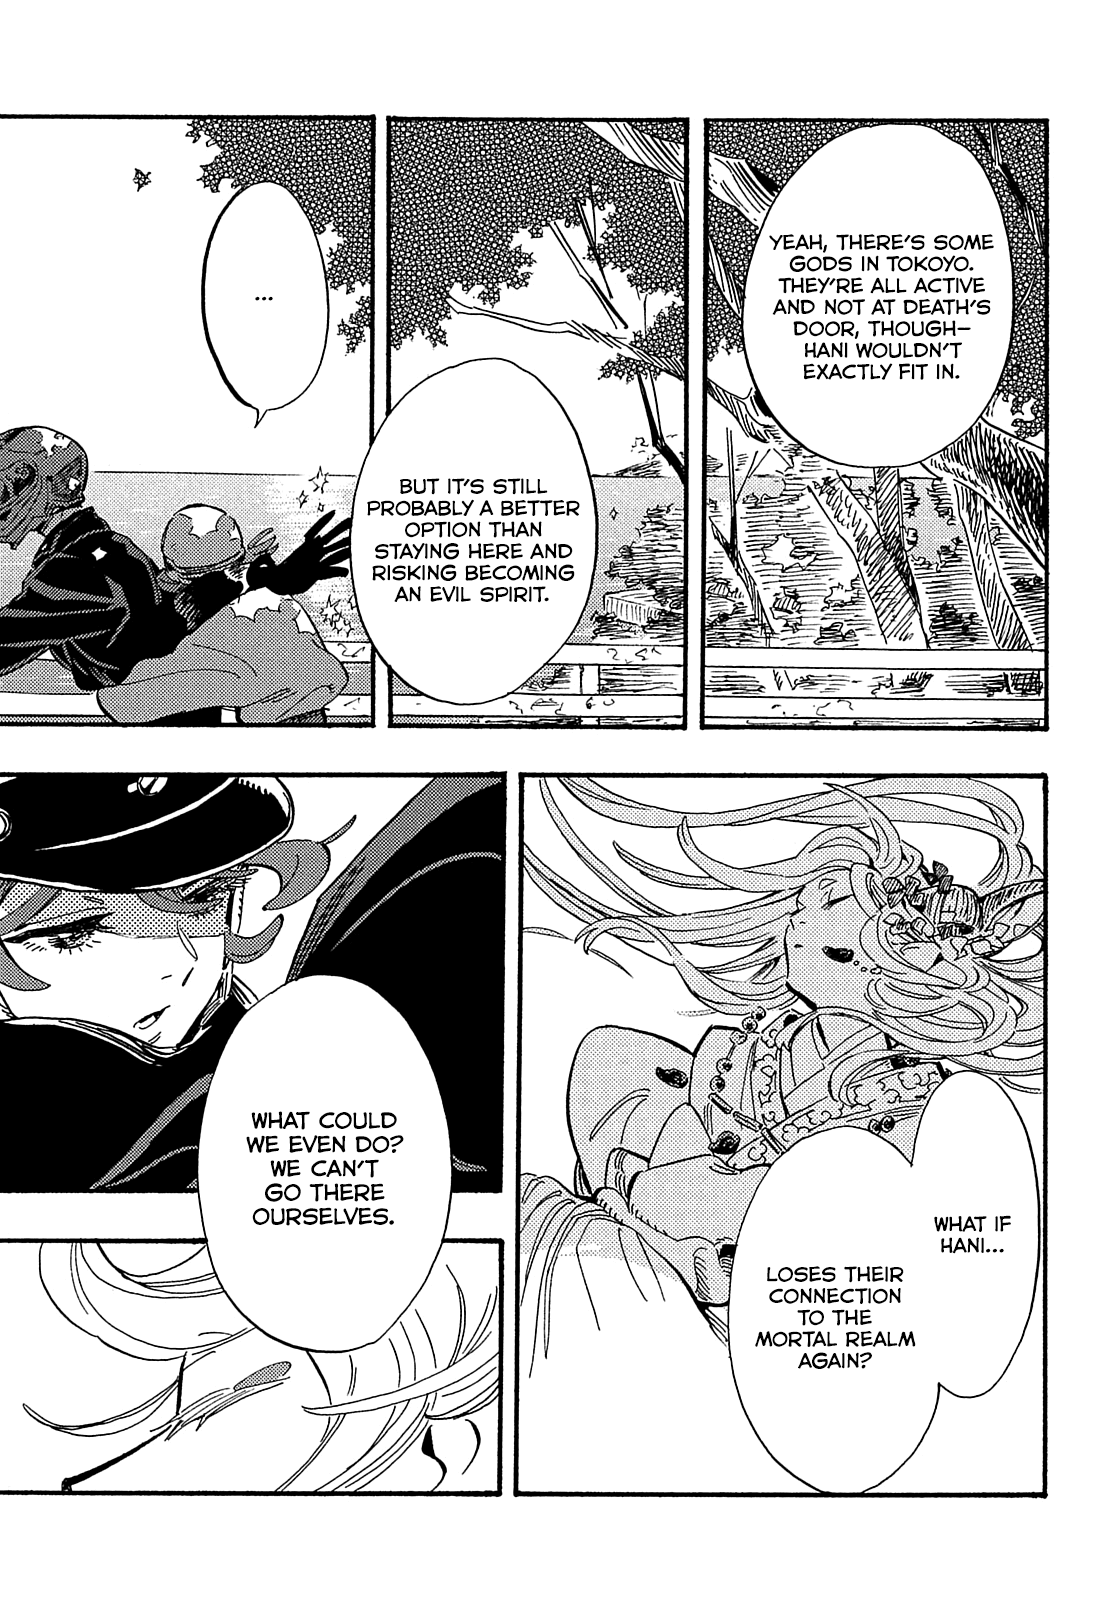 YEAH, THERE'S SOME
GODS IN TOKOYO.
THEY'RE ALL ACTIVE
AND NOT AT DEATH'S
DOOR, THOUGH—
HANI WOULDN'T
EXACTLY FIT IN.
BUT IT'S STILL
PROBABLY A BETTER
OPTION THAN
STAYING HERE AND
RISKING BECOMING
AN EVIL SPIRIT.
...
WHAT IF
HANI...
LOSES THEIR
CONNECTION
TO THE
MORTAL REALM
AGAIN?
WHAT COULD
WE EVEN DO?
WE CAN'T
GO THERE
OURSELVES.